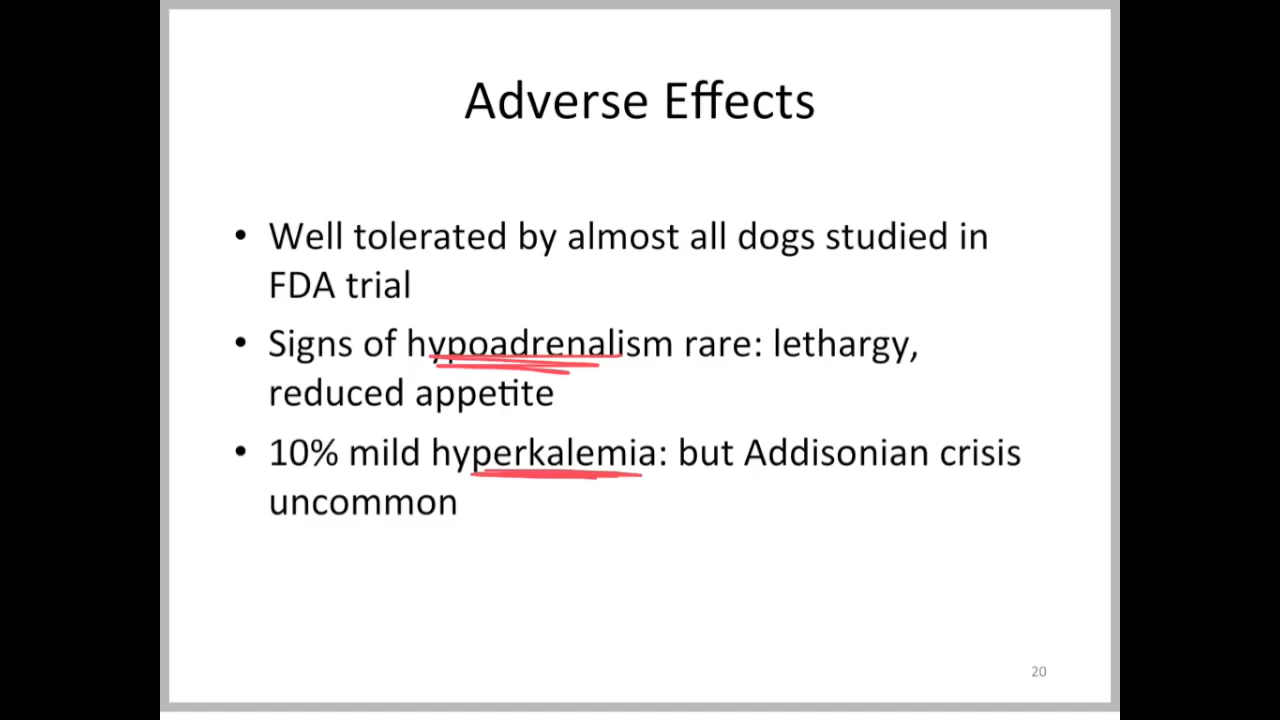 Adverse Effects
• Well tolerated by almost all dogs studied in
FDA trial
• Signs of hypoadrenalism rare: lethargy,
reduced appetite
• 10% mild hyperkalemia: but Addisonian crisis
uncommon
20